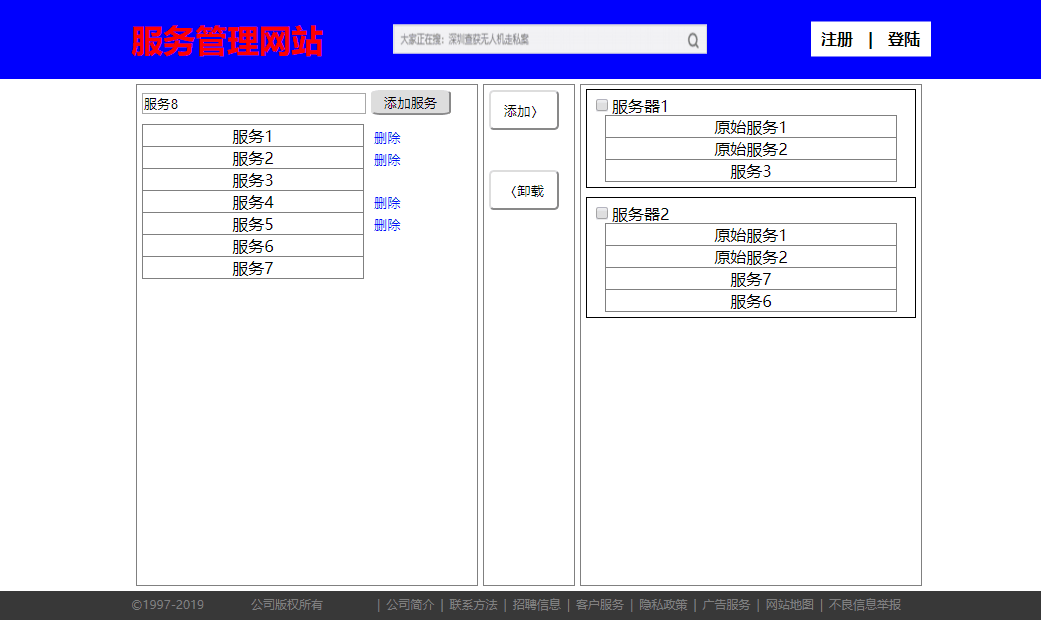 服务管理网站
大家正在搜：深圳查获无人机走私案
注册 | 登陆
服务8 添加服务
服务1 删除
服务2 删除
服务3
服务4 删除
服务5 删除
服务6
服务7
添加〉
〈卸载
服务器1
原始服务1
原始服务2
服务3
服务器2
原始服务1
原始服务2
服务7
服务6
©1997-2019 公司版权所有 | 公司简介 | 联系方法 | 招聘信息 | 客户服务 | 隐私政策 | 广告服务 | 网站地图 | 不良信息举报